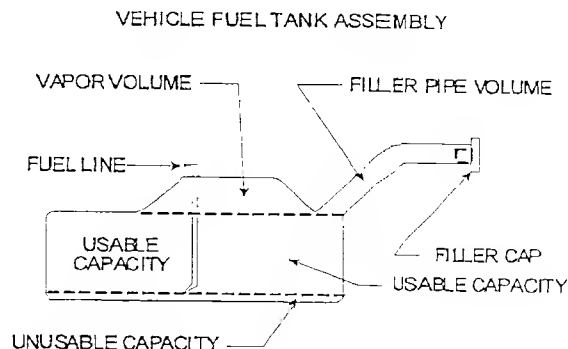 VEHICLE FUEL TANK ASSEMBLY
VAPOR VOLUME
FILLER PIPE VOLUME
FUEL LINE
USABLE
CAPACITY
FILLER CAP
USABLE CAPACITY
UNUSABLE CAPACITY